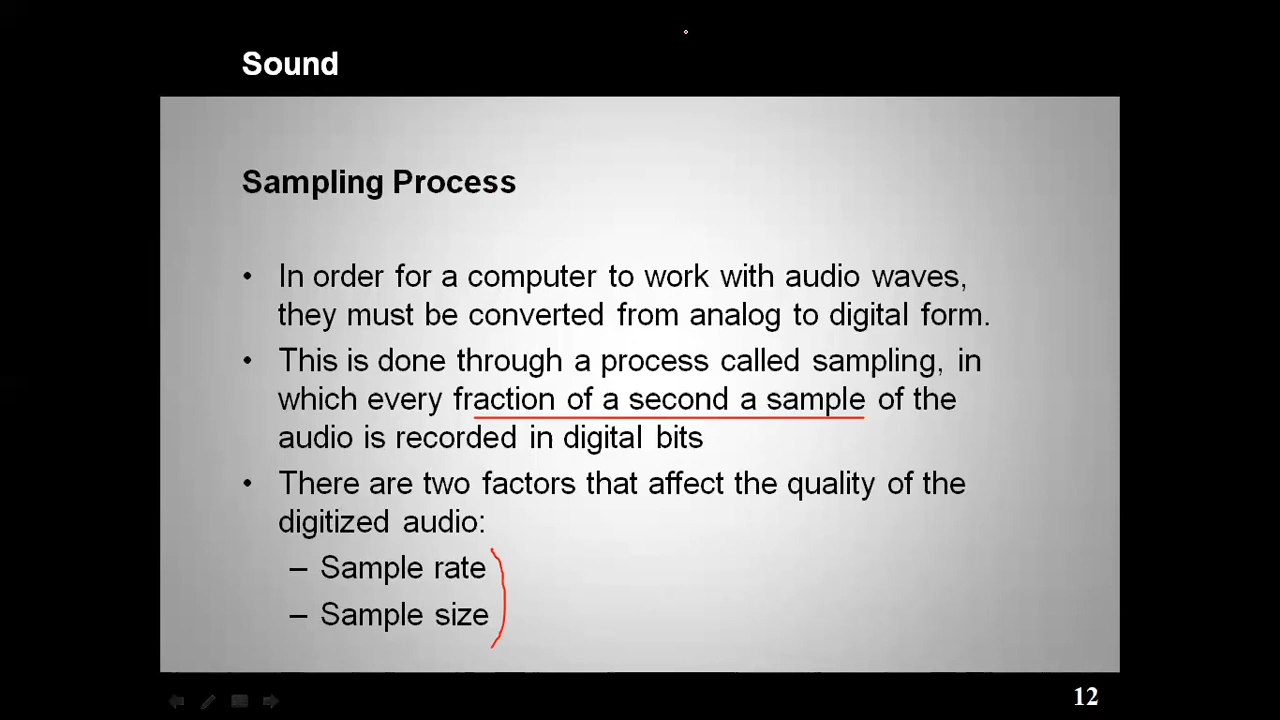 Sound
Sampling Process
• In order for a computer to work with audio waves,
they must be converted from analog to digital form.
• This is done through a process called sampling, in
which every fraction of a second a sample of the
audio is recorded in digital bits
• There are two factors that affect the quality of the
digitized audio:
– Sample rate
– Sample size
12